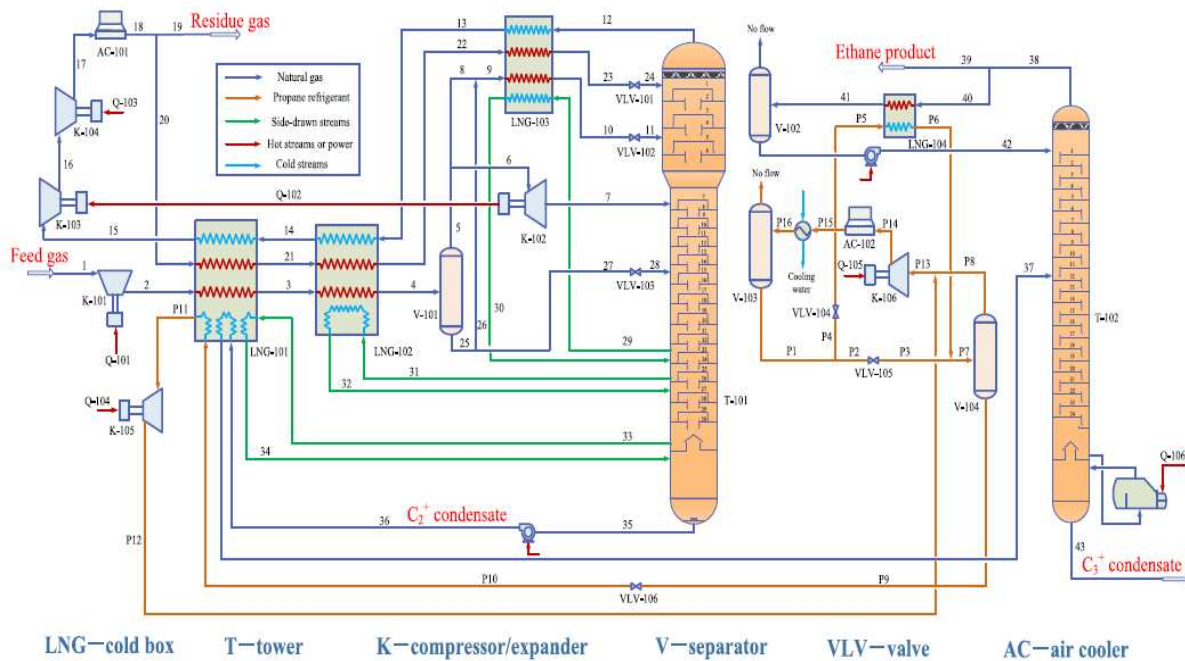 18
19
Residue gas
AC-101
17
Q-103
K-104
20
16
K-103
Q-102
15
Feed gas
1
K-101
2
Q-101
Natural gas
Propane refrigerant
Side-drawn streams
Hot streams or power
Cold streams
14
21
3
4
P11
LNG-101
LNG-102
Q-104
K-105
P12
13
12
22
8
9
23
24
VLV-101
LNG-103
10
11
VLV-102
6
7
K-102
5
V-101
26
25
27
28
VLV-103
30
29
31
32
33
34
T-101
36
C₂⁺ condensate
35
P10
P9
VLV-106
No flow
Ethane product
39
38
41
40
V-102
P5
P6
LNG-104
42
No flow
P16
P15
P14
AC-102
Cooling
water
Q-105
P13
P8
K-106
37
V-103
VLV-104
P4
P1
P2
P3
P7
VLV-105
V-104
T-102
Q-106
43
C₃⁺ condensate
LNG—cold box
T—tower
K—compressor/expander
V—separator
VLV—valve
AC—air cooler